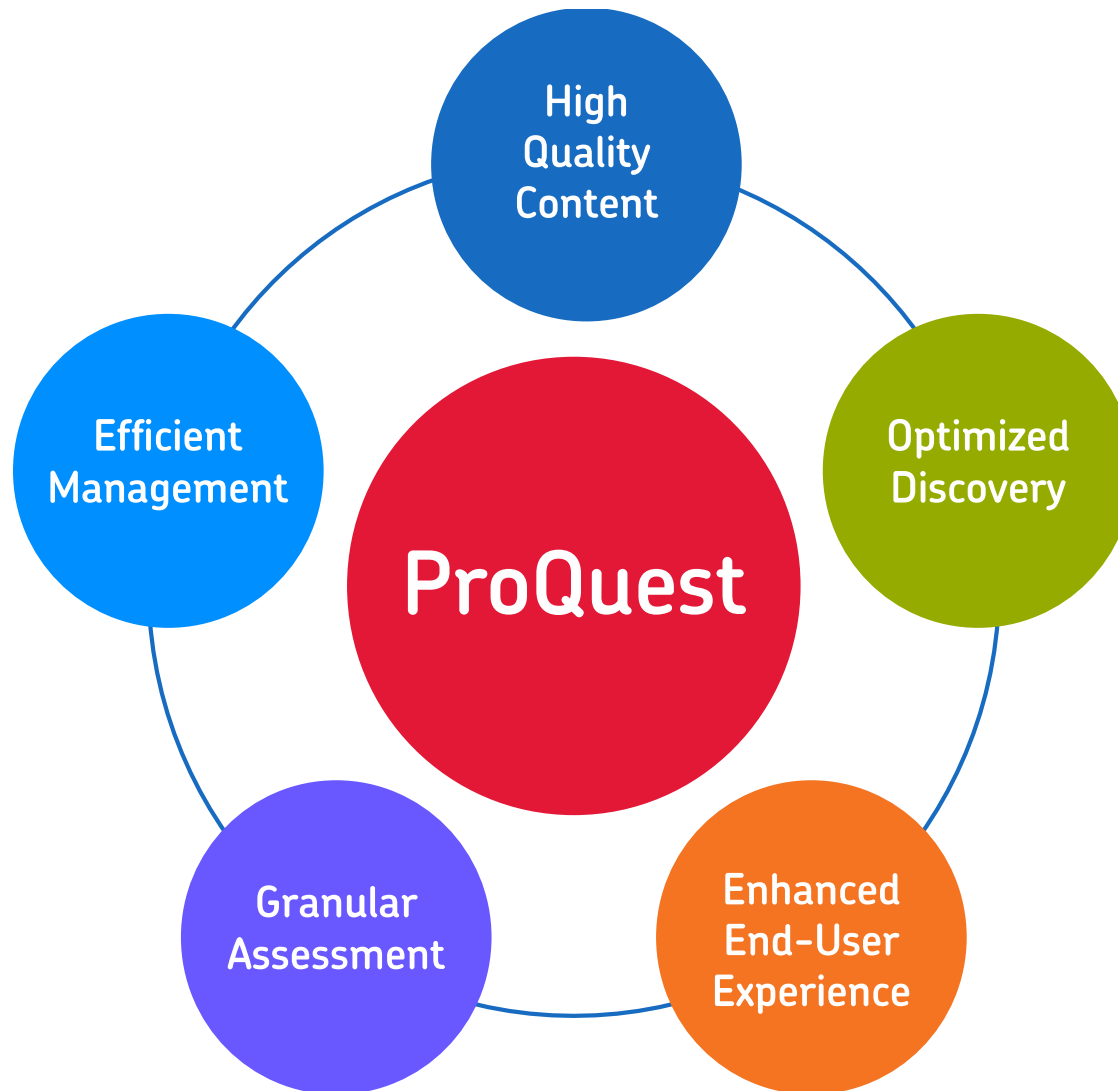 High
Quality
Content
Optimized
Discovery
Enhanced
End-User
Experience
Granular
Assessment
Efficient
Management
ProQuest